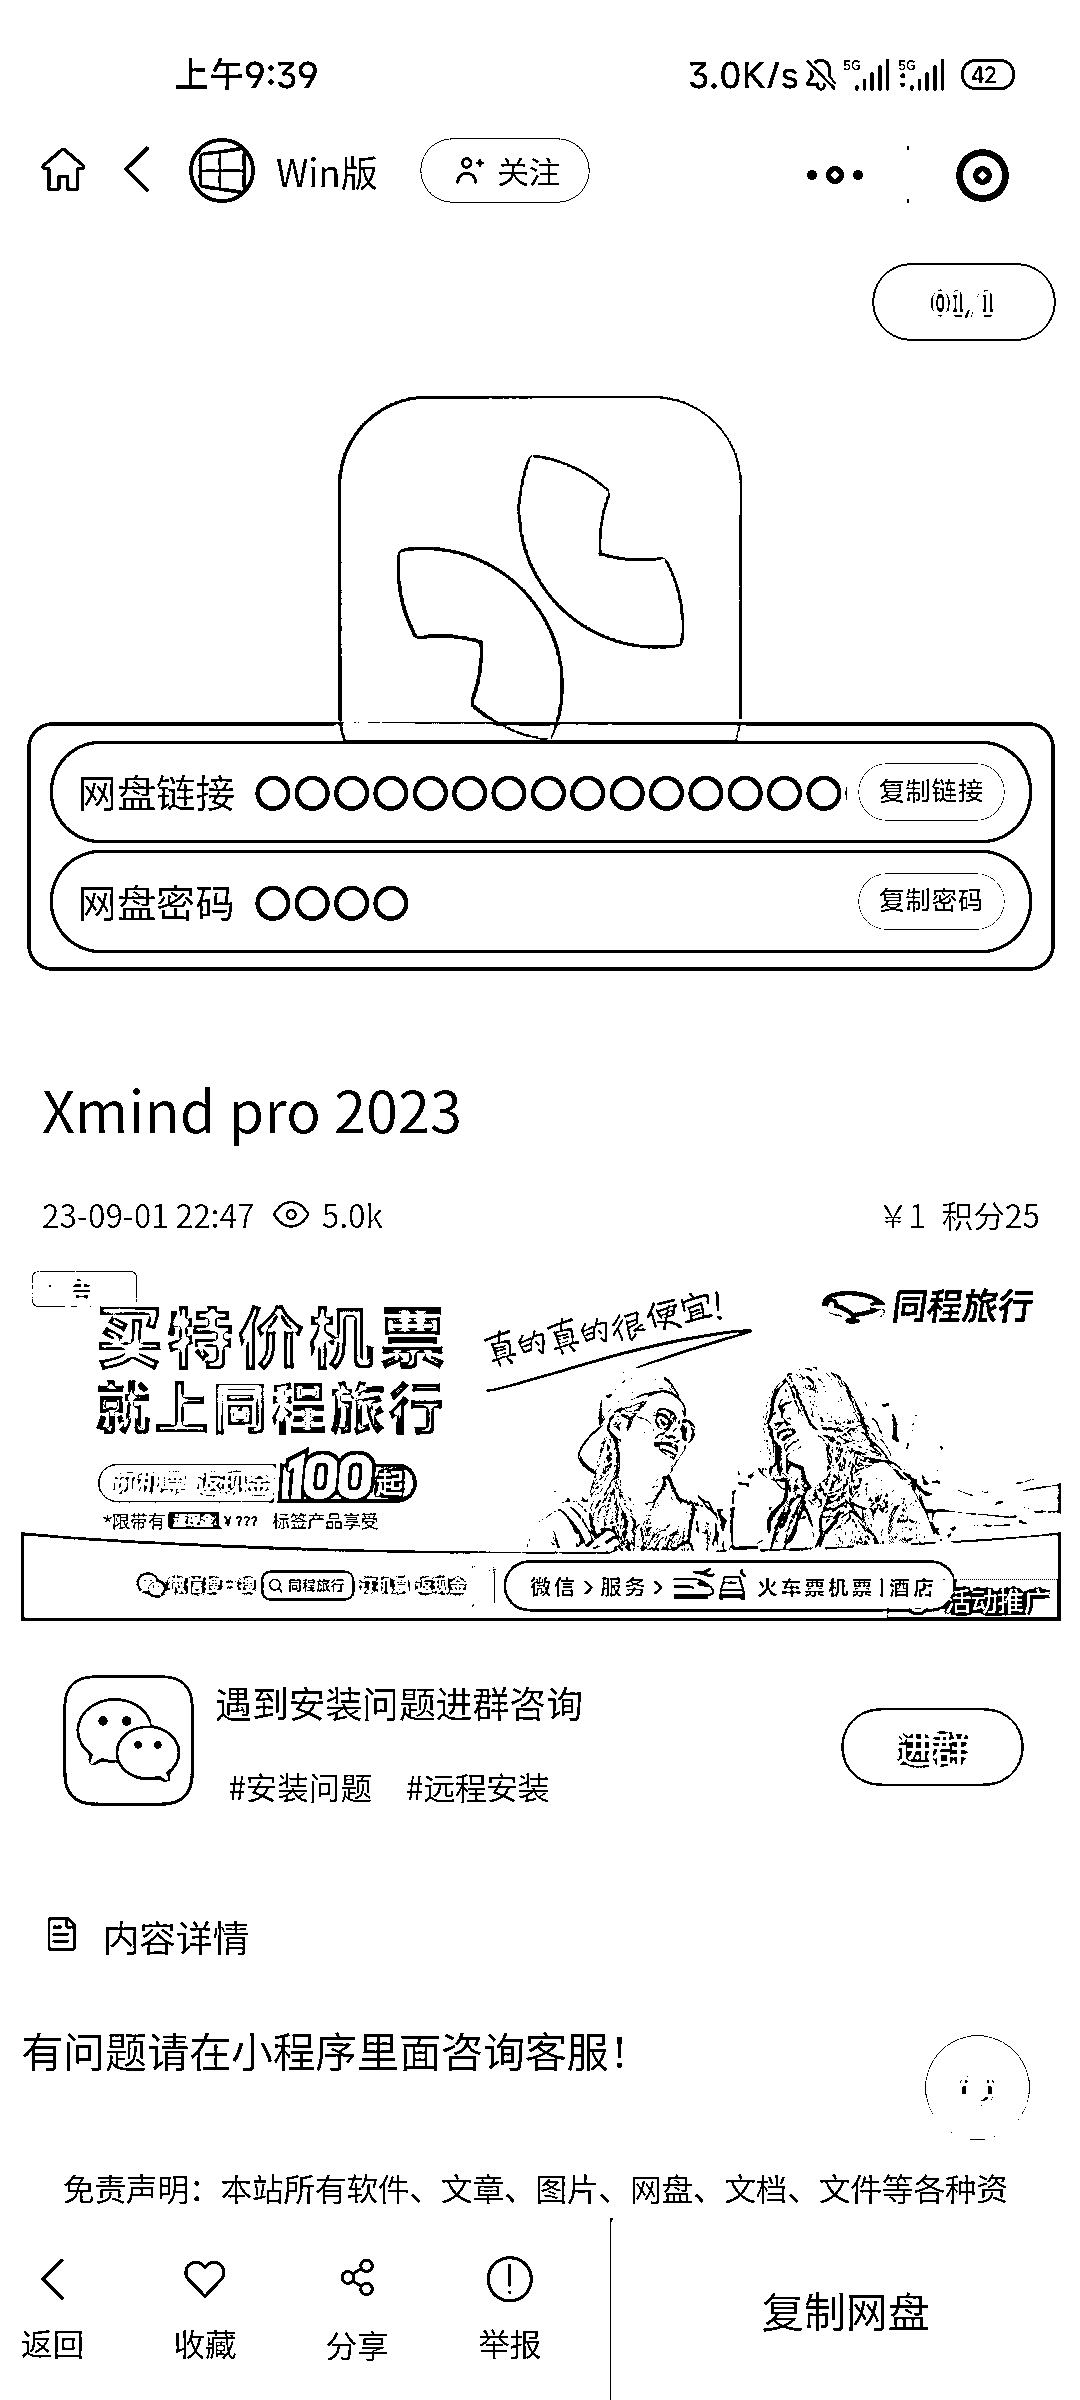 上午9:39 3.0K/s 5G 5G 42
Win版 关注
网盘链接 复制链接
网盘密码 复制密码
Xmind pro 2023
23-09-01 22:47 5.0k ￥1 积分25
买特价机票
真的真的很便宜!
同程旅行
就上同程旅行
返现金100起
*限带有 返现金 ¥??? 标签产品享受
同程旅行
微信 > 服务 > 火车票机票 | 酒店
活动推广
遇到安装问题进群咨询
进群
#安装问题 #远程安装
内容详情
有问题请在小程序里面咨询客服！
免责声明：本站所有软件、文章、图片、网盘、文档、文件等各种资
返回 收藏 分享 举报 复制网盘